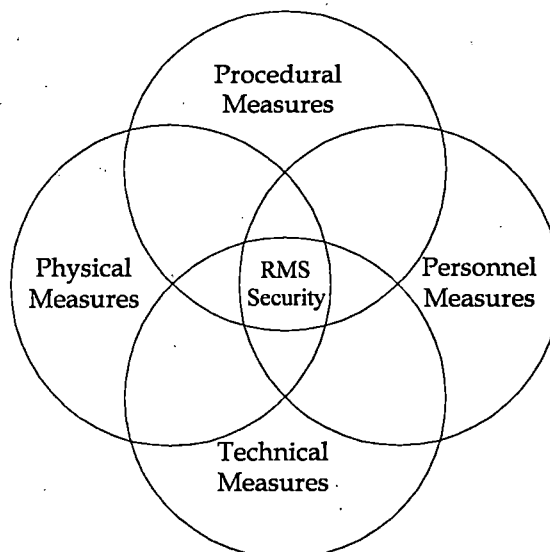 Procedural
Measures
Physical
Measures
RMS
Security
Personnel
Measures
Technical
Measures